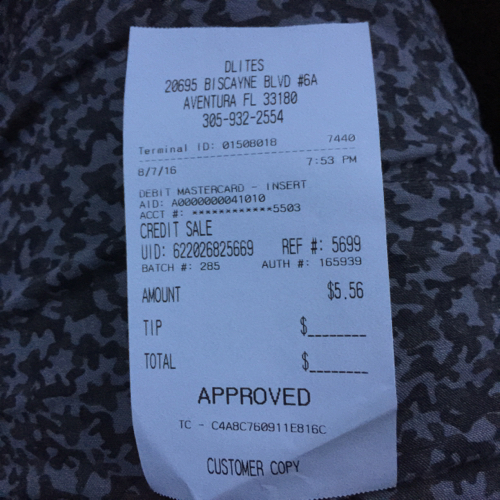 DLITES
20695 BISCAYNE BLVD #6A
AVENTURA FL 33180
305-932-2554
Terminal ID: 01508018 7440
8/7/16 7:53 PM
DEBIT MASTERCARD - INSERT
AID: A0000000041010
ACCT #: ************5503
CREDIT SALE
UID: 622026825669 REF #: 5699
BATCH #: 285 AUTH #: 165939
AMOUNT $5.56
TIP $________
TOTAL $________
APPROVED
TC - C4A8C760911E816C
CUSTOMER COPY